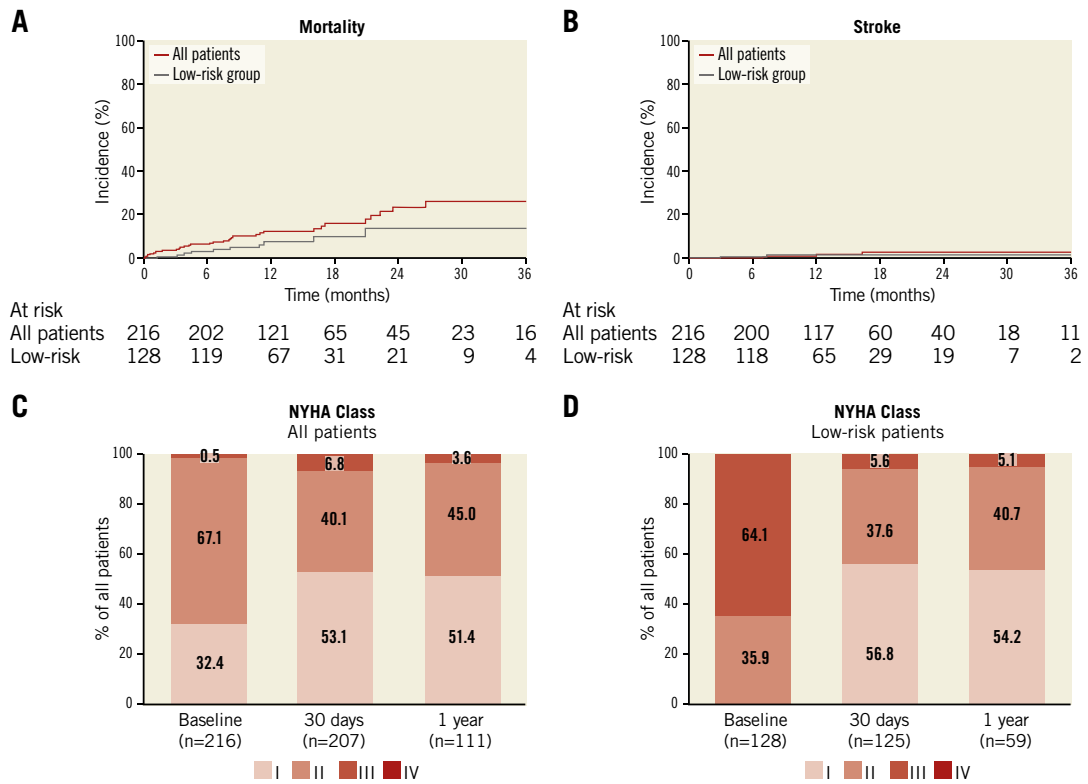 A
Mortality
100
80
60
40
20
0
Incidence (%)
All patients
Low-risk group
0 6 12 18 24 30 36
Time (months)
At risk
All patients 216 202 121 65 45 23 16
Low-risk 128 119 67 31 21 9 4
B
Stroke
100
80
60
40
20
0
Incidence (%)
All patients
Low-risk group
0 6 12 18 24 30 36
Time (months)
At risk
All patients 216 200 117 60 40 18 11
Low-risk 128 118 65 29 19 7 2
C
NYHA Class
All patients
100
80
60
40
20
0
% of all patients
0.5 6.8 3.6
67.1 40.1 45.0
32.4 53.1 51.4
Baseline 30 days 1 year
(n=216) (n=207) (n=111)
I II III IV
D
NYHA Class
Low-risk patients
100
80
60
40
20
0
% of all patients
64.1 5.6 5.1
35.9 37.6 40.7
56.8 54.2
Baseline 30 days 1 year
(n=128) (n=125) (n=59)
I II III IV